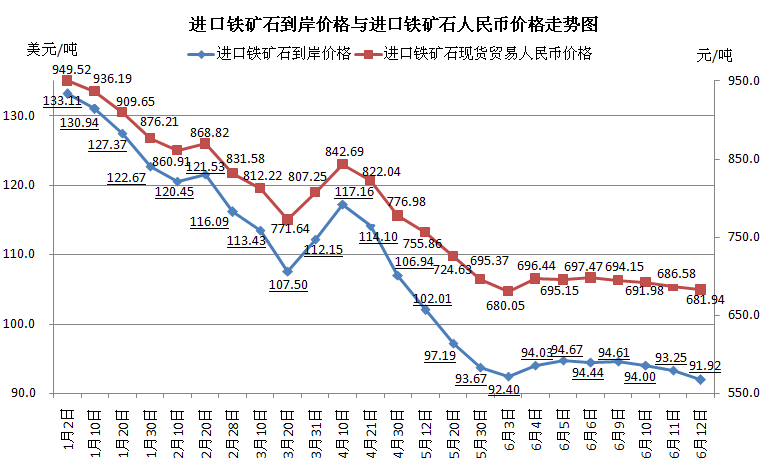 进口铁矿石到岸价格与进口铁矿石人民币价格走势图
美元/吨
元/吨
进口铁矿石到岸价格
进口铁矿石现货贸易人民币价格
130.0
120.0
110.0
100.0
90.0
950.0
850.0
750.0
650.0
550.0
949.52
936.19
909.65
876.21
860.91
868.82
831.58
812.22
771.64
807.25
842.69
822.04
776.98
755.86
724.63
695.37
680.05
696.44
695.15
697.47
694.15
691.98
686.58
681.94
133.11
130.94
127.37
122.67
120.45
121.53
116.09
113.43
107.50
112.15
117.16
114.10
106.94
102.01
97.19
93.67
92.40
94.03
94.67
94.44
94.61
94.00
93.25
91.92
1月2日
1月10日
1月20日
1月30日
2月10日
2月20日
2月28日
3月10日
3月20日
3月31日
4月10日
4月21日
4月30日
5月12日
5月20日
5月30日
6月3日
6月4日
6月5日
6月6日
6月9日
6月10日
6月11日
6月12日